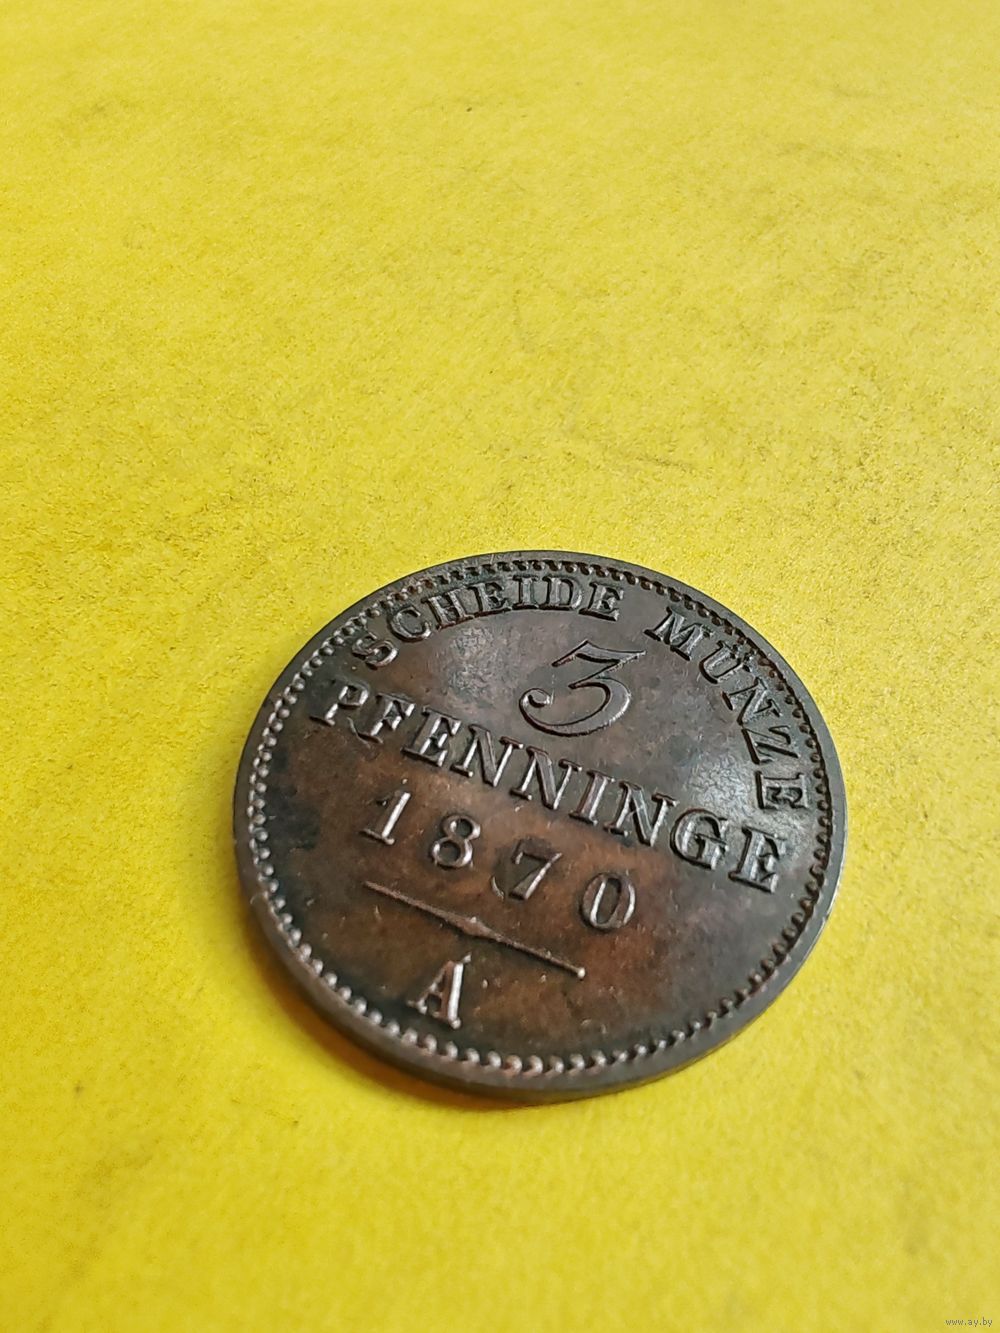 SCHEIDE MÜNZE
3
PFENNINGE
1870
A
www.ay.by